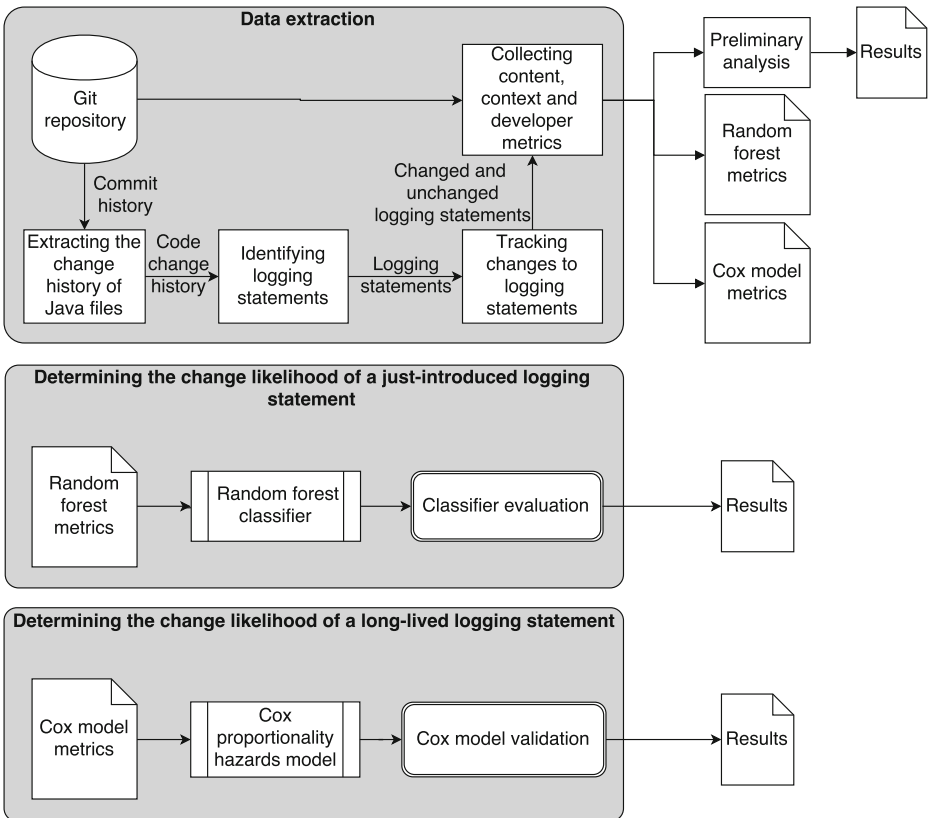 Data extraction
Git
repository
Collecting
content,
context and
developer
metrics
Preliminary
analysis
Results
Random
forest
metrics
Cox model
metrics
Commit
history
Changed and
unchanged
logging statements
Extracting the
change
history of
Java files
Code
change
history
Identifying
logging
statements
Logging
statements
Tracking
changes to
logging
statements
Determining the change likelihood of a just-introduced logging
statement
Random
forest
metrics
Random forest
classifier
Classifier evaluation
Results
Determining the change likelihood of a long-lived logging statement
Cox model
metrics
Cox
proportionality
hazards model
Cox model validation
Results